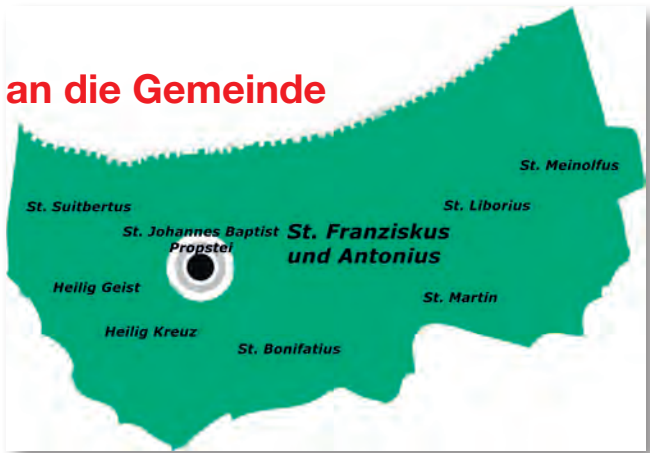 an die Gemeinde
St. Meinolfus
St. Suitbertus
St. Liborius
St. Johannes Baptist
Propstei
St. Franziskus
und Antonius
Heilig Geist
St. Martin
Heilig Kreuz
St. Bonifatius